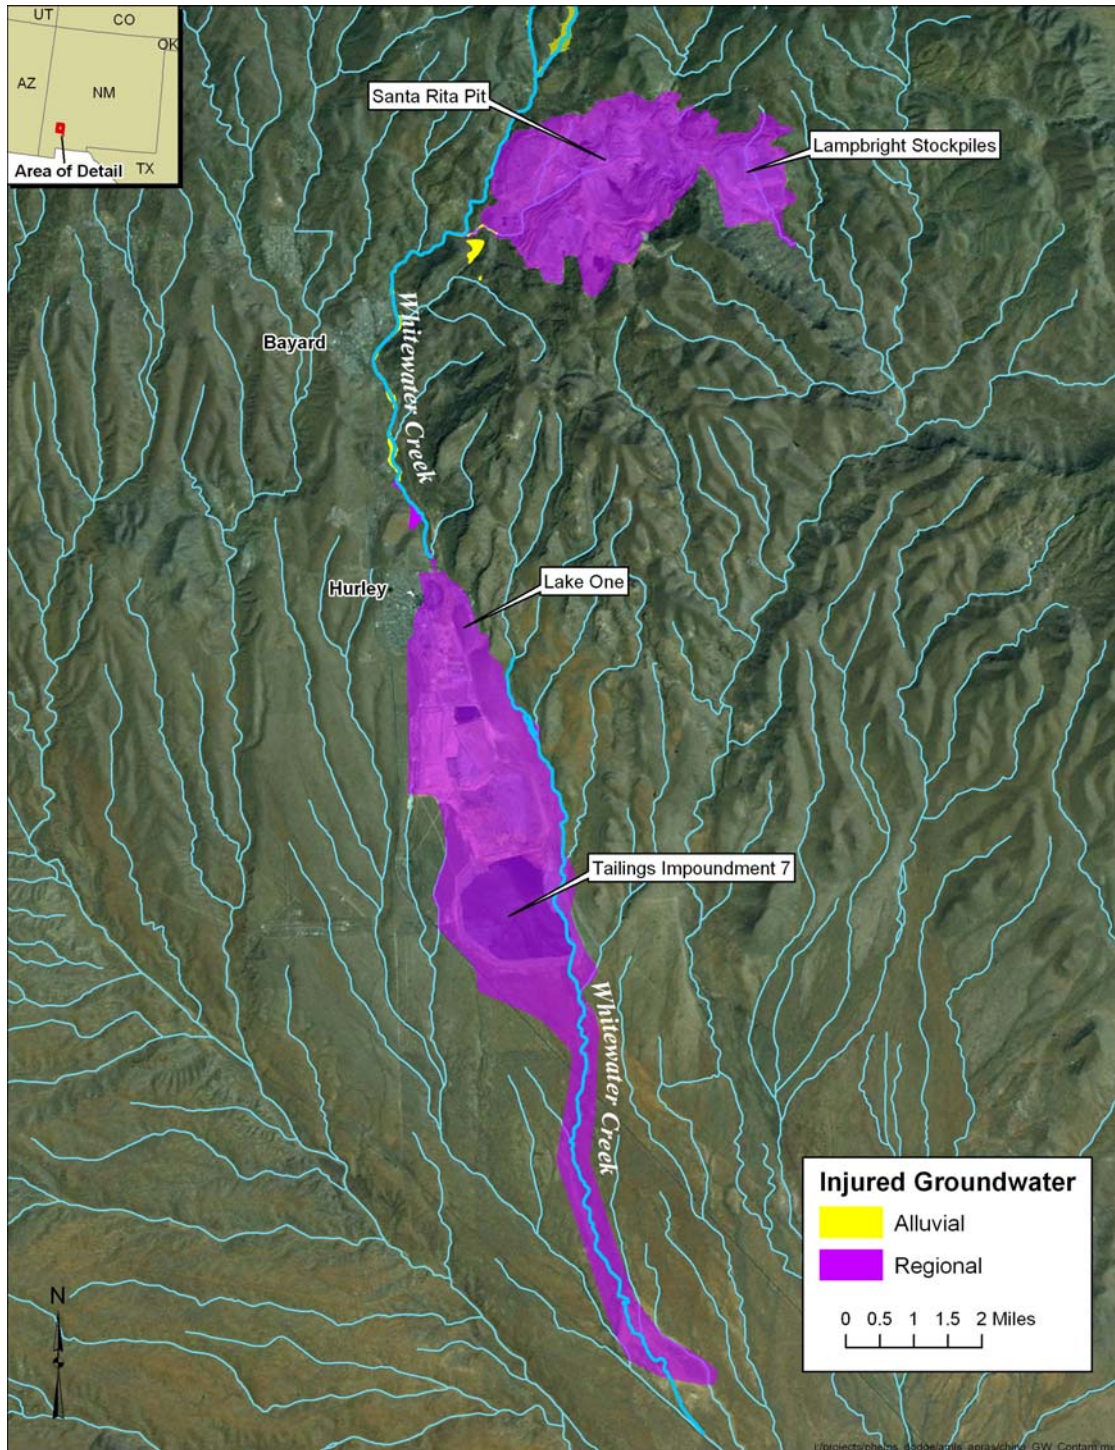 UT
CO
OK
AZ
NM
TX
Area of Detail
Santa Rita Pit
Lampbright Stockpiles
Whitewater Creek
Bayard
Lake One
Hurley
Tailings Impoundment 7
Whitewater Creek
Injured Groundwater
Alluvial
Regional
0 0.5 1 1.5 2 Miles
N